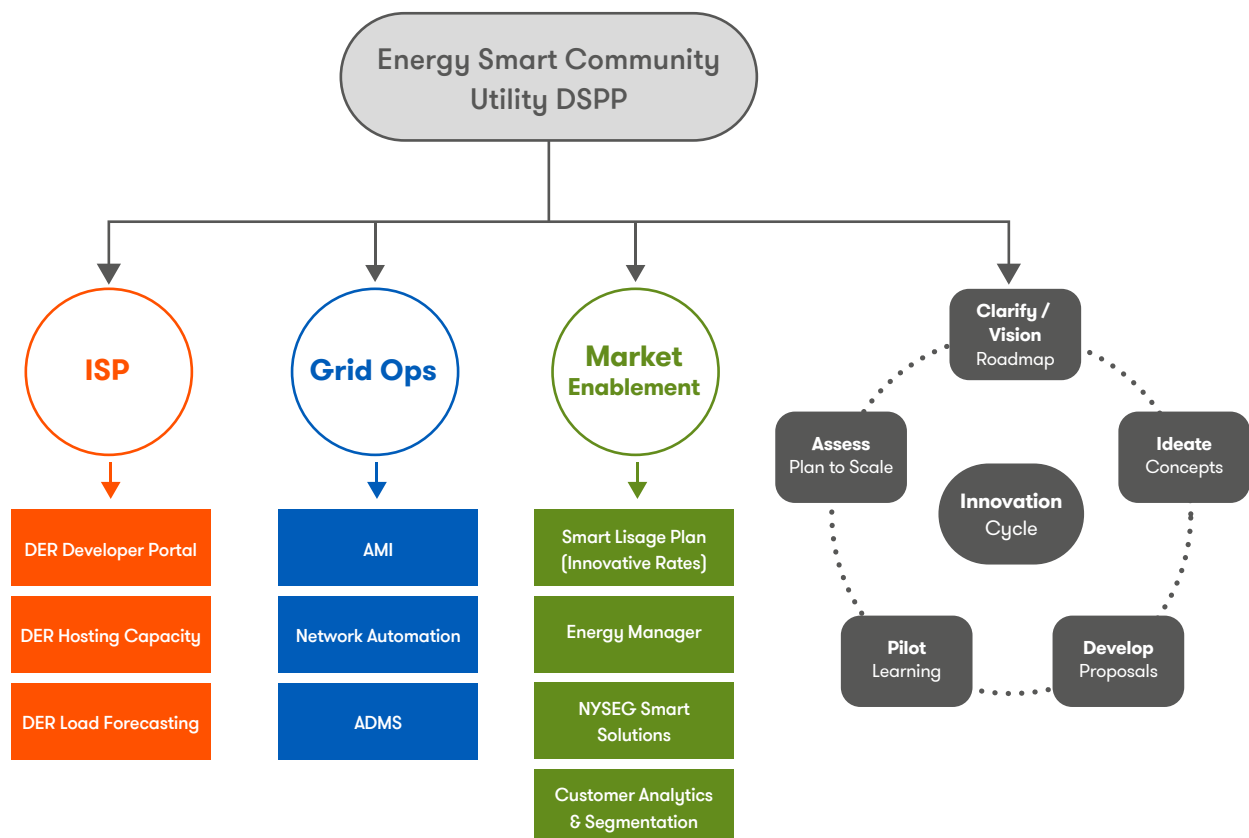 Energy Smart Community
Utility DSPP
ISP
DER Developer Portal
DER Hosting Capacity
DER Load Forecasting
Grid Ops
AMI
Network Automation
ADMS
Market
Enablement
Smart Lisage Plan
(Innovative Rates)
Energy Manager
NYSEG Smart
Solutions
Customer Analytics
& Segmentation
Clarify /
Vision
Roadmap
Ideate
Concepts
Develop
Proposals
Pilot
Learning
Assess
Plan to Scale
Innovation
Cycle